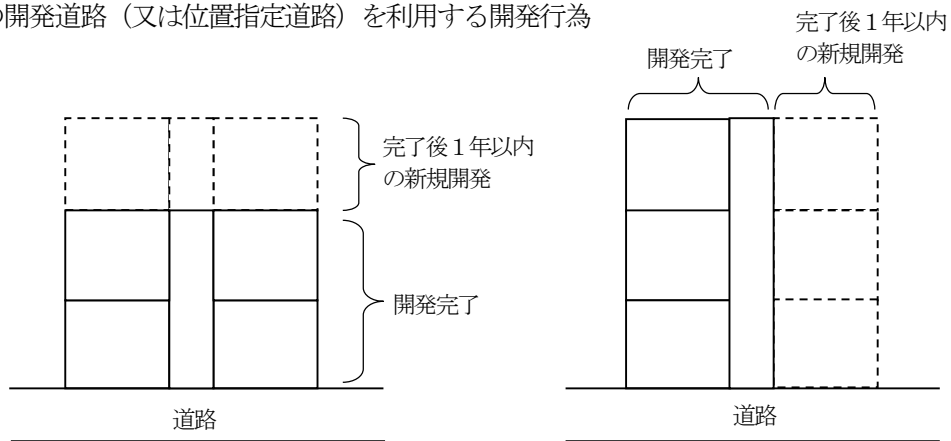 の開発道路（又は位置指定道路）を利用する開発行為
完了後１年以内
の新規開発
開発完了
道路
開発完了
完了後１年以内
の新規開発
道路